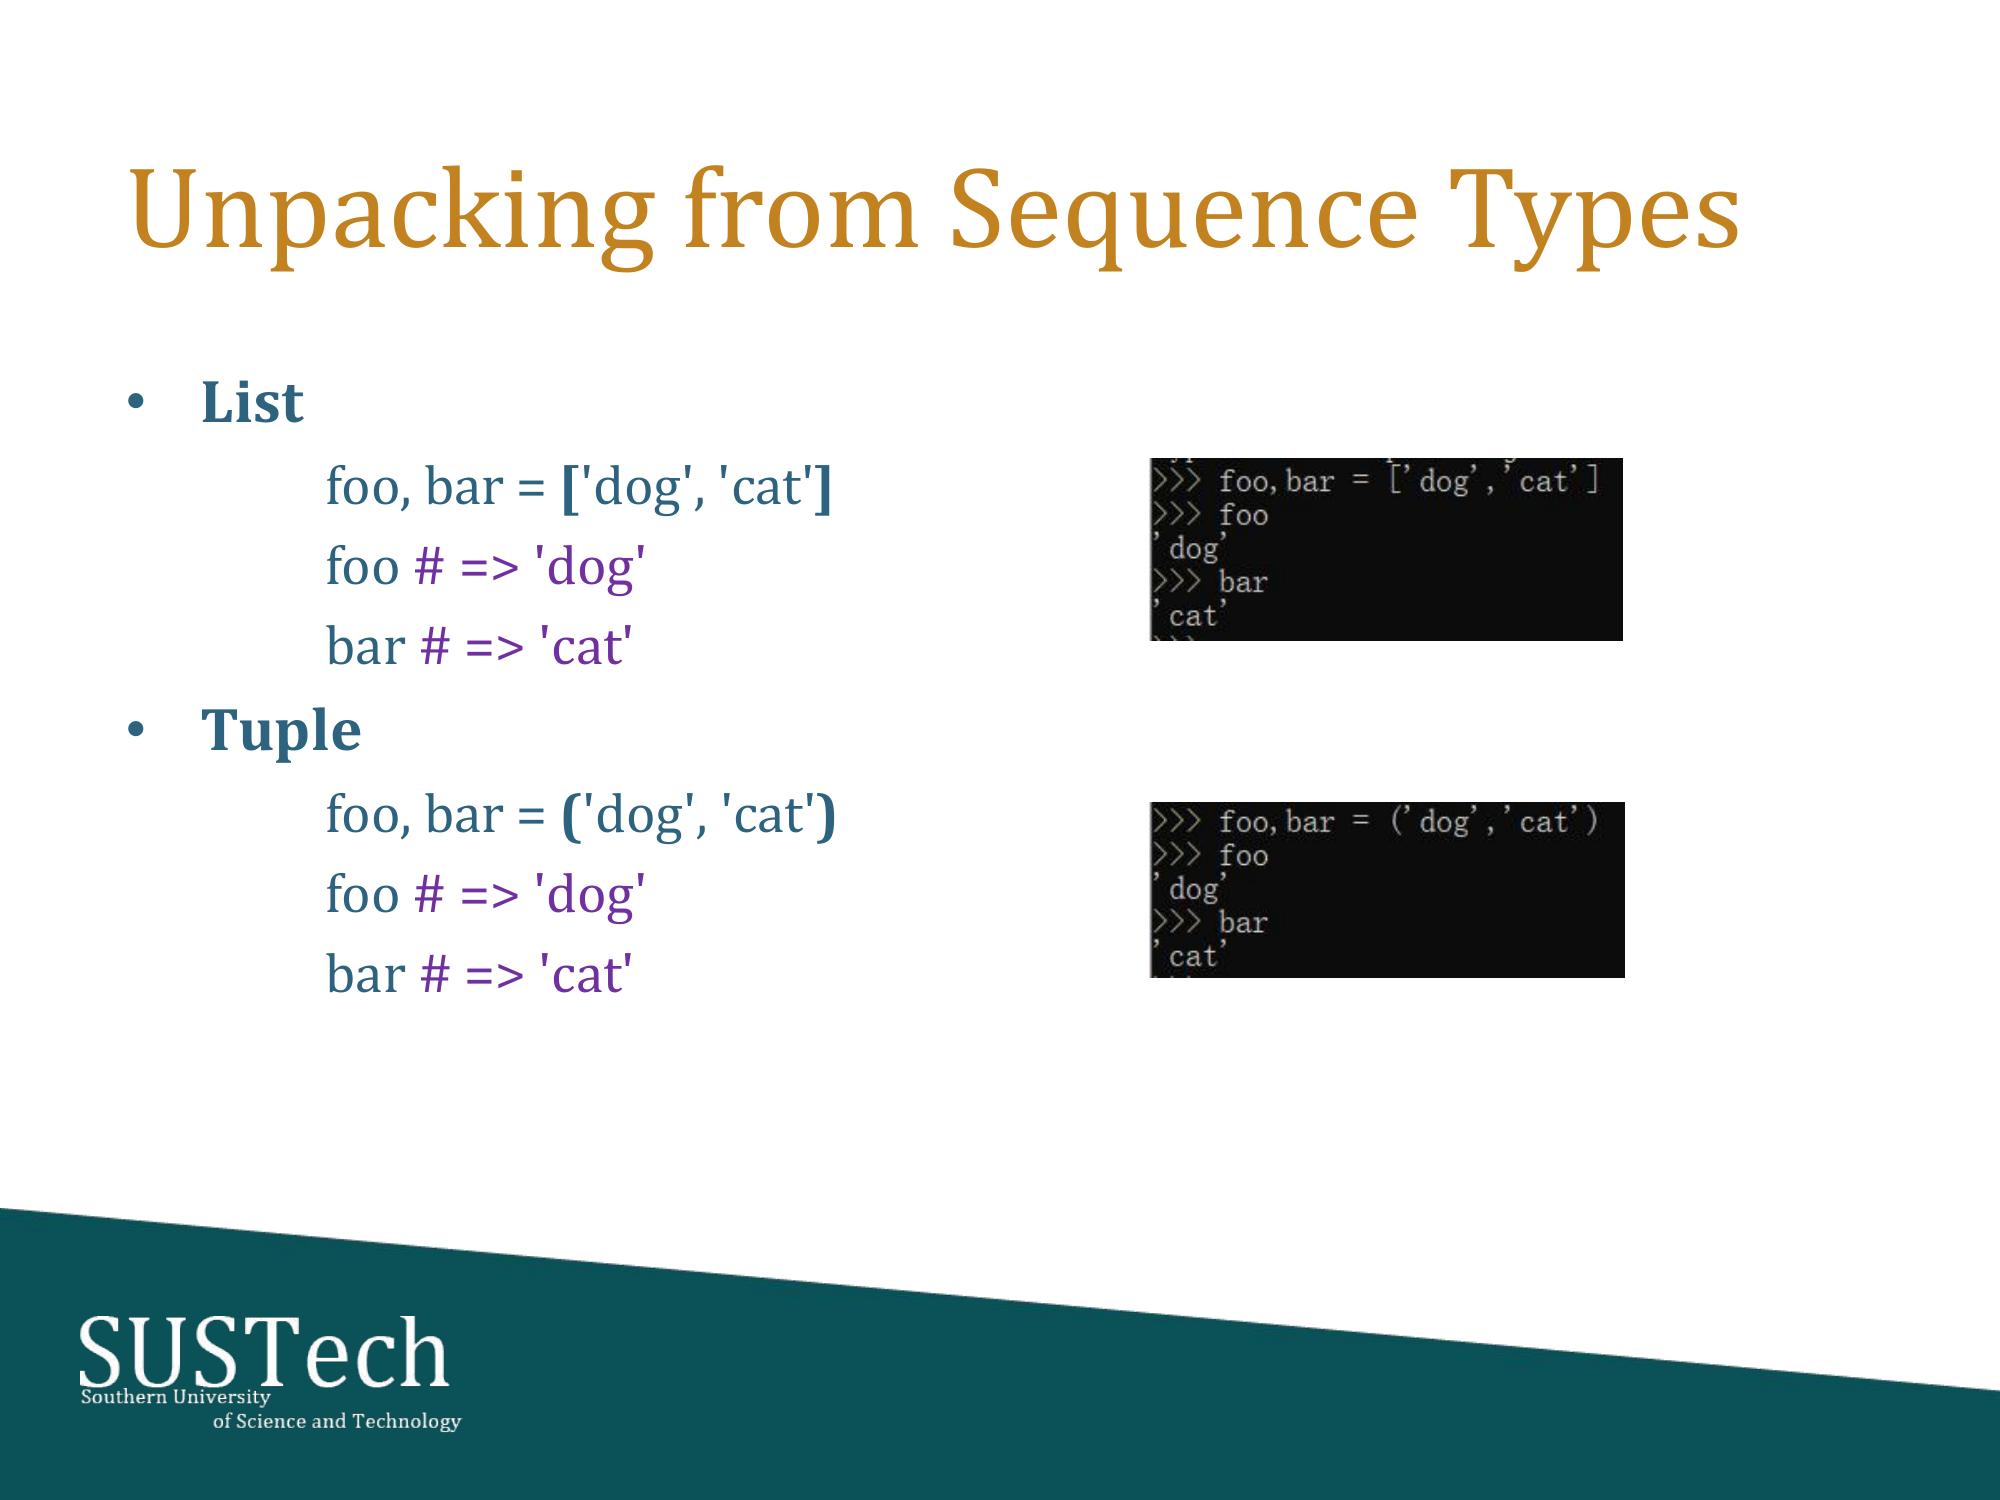 Unpacking from Sequence Types
• List
foo, bar = ['dog', 'cat']
foo # => 'dog'
bar # => 'cat'
>>> foo,bar = ['dog','cat']
>>> foo
'dog'
>>> bar
'cat'
• Tuple
foo, bar = ('dog', 'cat')
foo # => 'dog'
bar # => 'cat'
>>> foo,bar = ('dog','cat')
>>> foo
'dog'
>>> bar
'cat'
SUSTech
Southern University
of Science and Technology